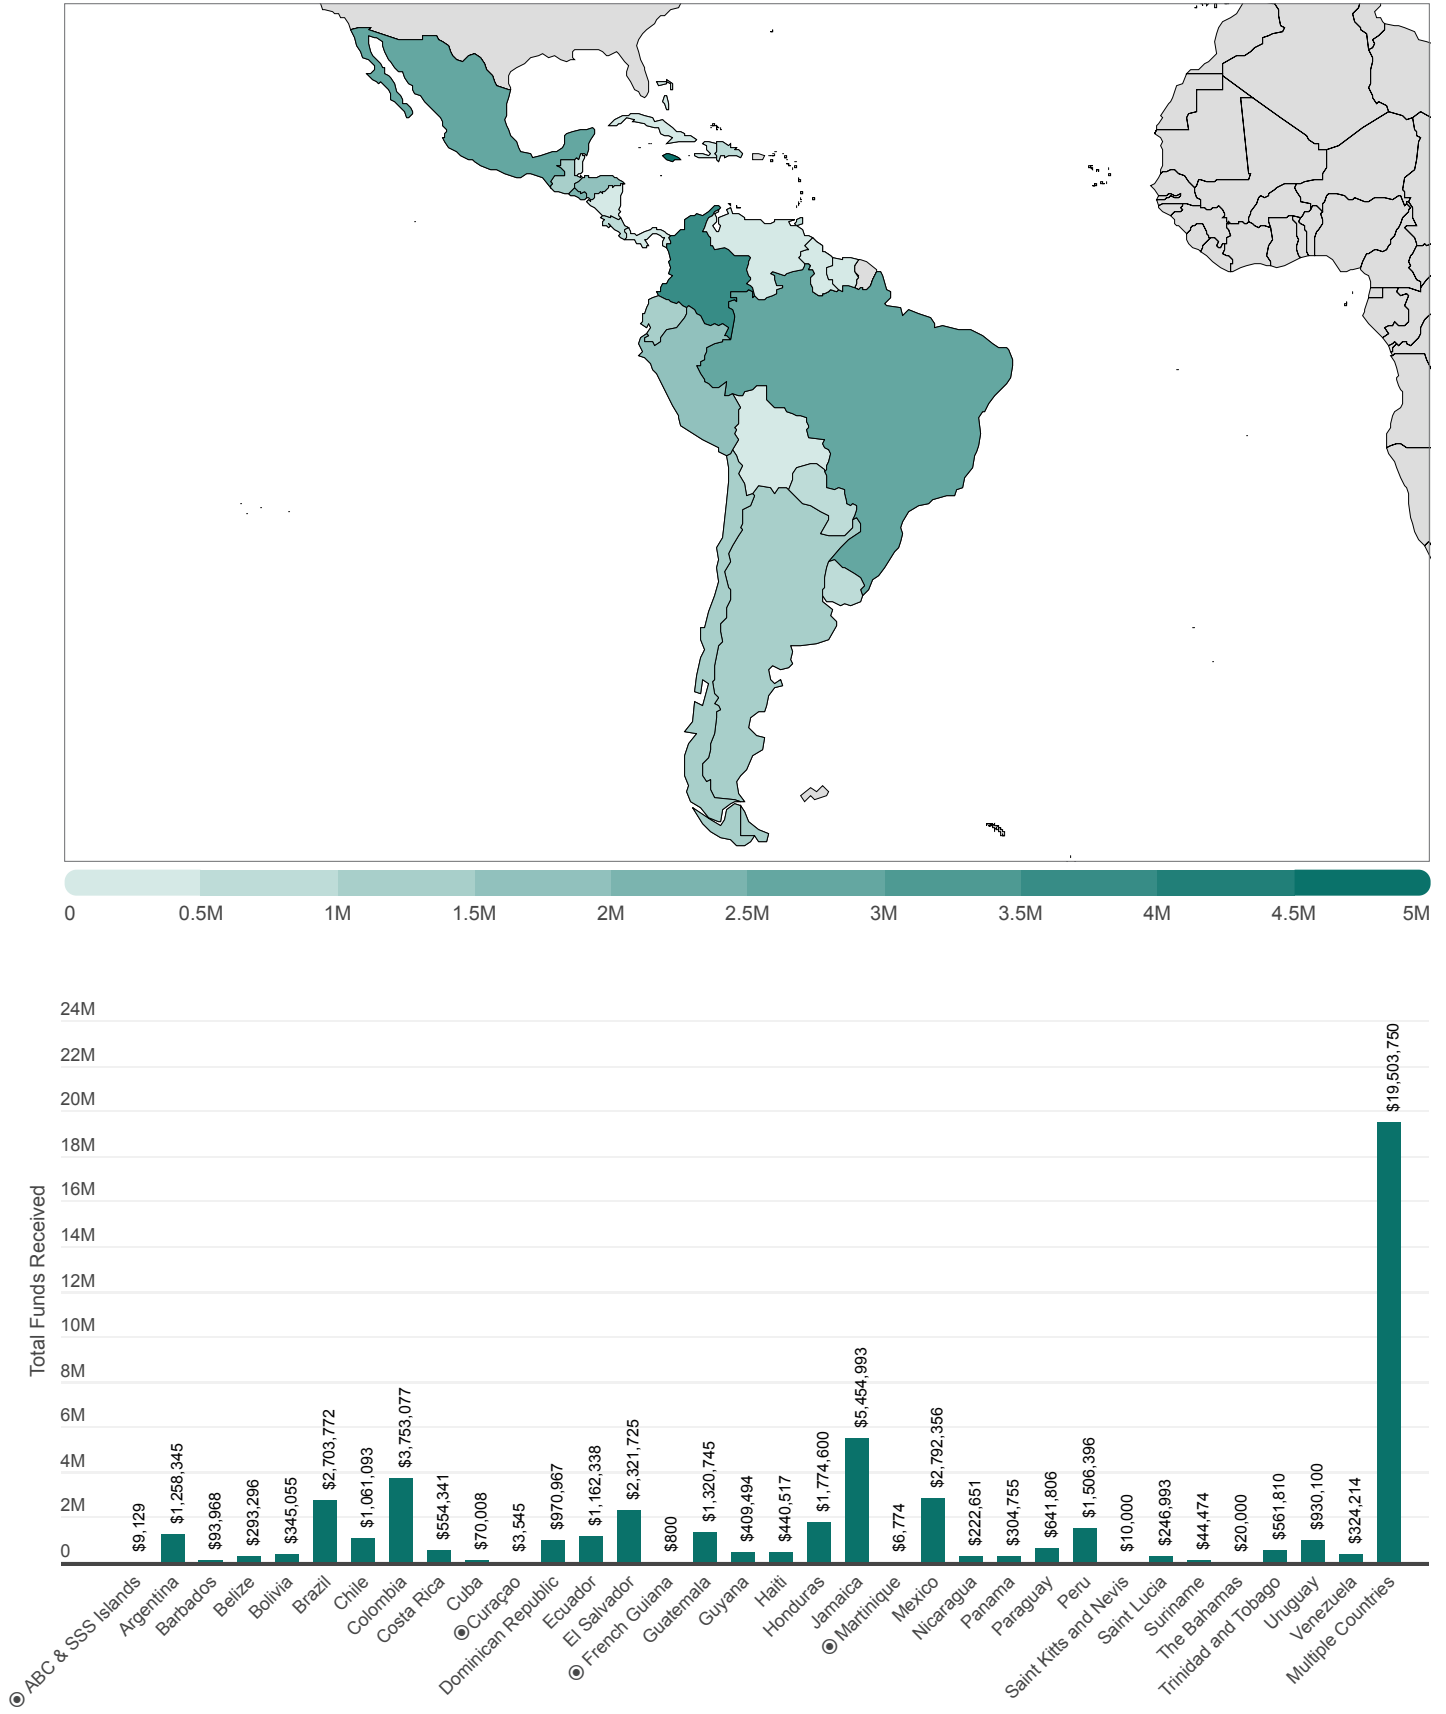 0
0.5M
1M
1.5M
2M
2.5M
3M
3.5M
4M
4.5M
5M
Total Funds Received
24M
22M
20M
18M
16M
14M
12M
10M
8M
6M
4M
2M
0
$9,129
$1,258,345
$93,968
$293,296
$345,055
$2,703,772
$1,061,093
$3,753,077
$554,341
$70,008
$3,545
$970,967
$1,162,338
$2,321,725
$800
$1,320,745
$409,494
$440,517
$1,774,600
$5,454,993
$6,774
$2,792,356
$222,651
$304,755
$641,806
$1,506,396
$10,000
$246,993
$44,474
$20,000
$561,810
$930,100
$324,214
$19,503,750
ABC & SSS Islands
Argentina
Barbados
Belize
Bolivia
Brazil
Chile
Colombia
Costa Rica
Cuba
Curaçao
Dominican Republic
Ecuador
El Salvador
French Guiana
Guatemala
Guyana
Haiti
Honduras
Jamaica
Martinique
Mexico
Nicaragua
Panama
Paraguay
Peru
Saint Kitts and Nevis
Saint Lucia
Suriname
The Bahamas
Trinidad and Tobago
Uruguay
Venezuela
Multiple Countries